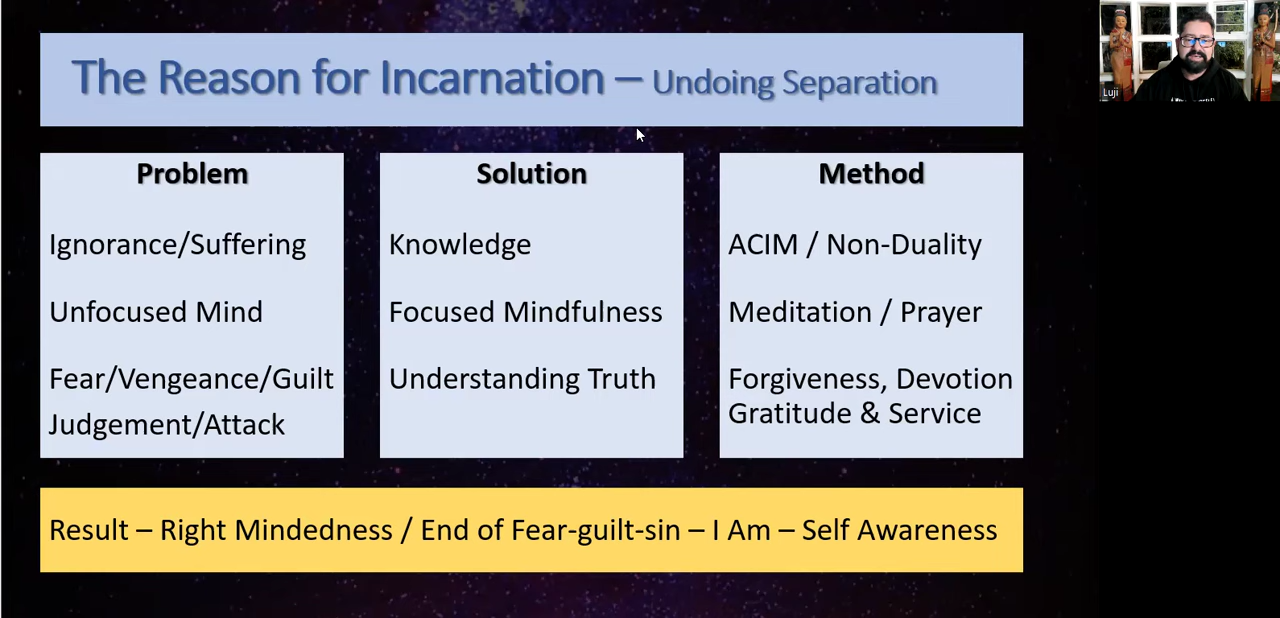 The Reason for Incarnation – Undoing Separation
Luji
Problem
Ignorance/Suffering
Unfocused Mind
Fear/Vengeance/Guilt
Judgement/Attack
Solution
Knowledge
Focused Mindfulness
Understanding Truth
Method
ACIM / Non-Duality
Meditation / Prayer
Forgiveness, Devotion
Gratitude & Service
Result – Right Mindedness / End of Fear-guilt-sin – I Am – Self Awareness